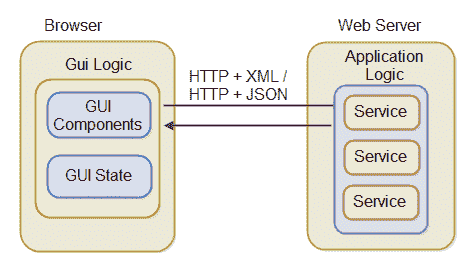 Browser
Web Server
Gui Logic
GUI
Components
GUI State
HTTP + XML /
HTTP + JSON
Application
Logic
Service
Service
Service